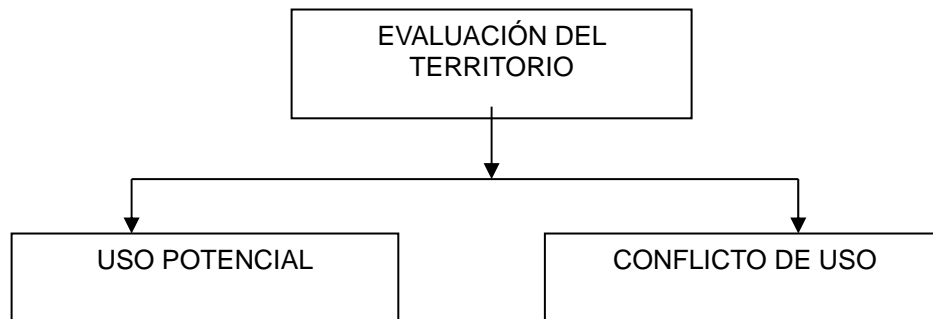 EVALUACIÓN DEL
TERRITORIO
USO POTENCIAL
CONFLICTO DE USO